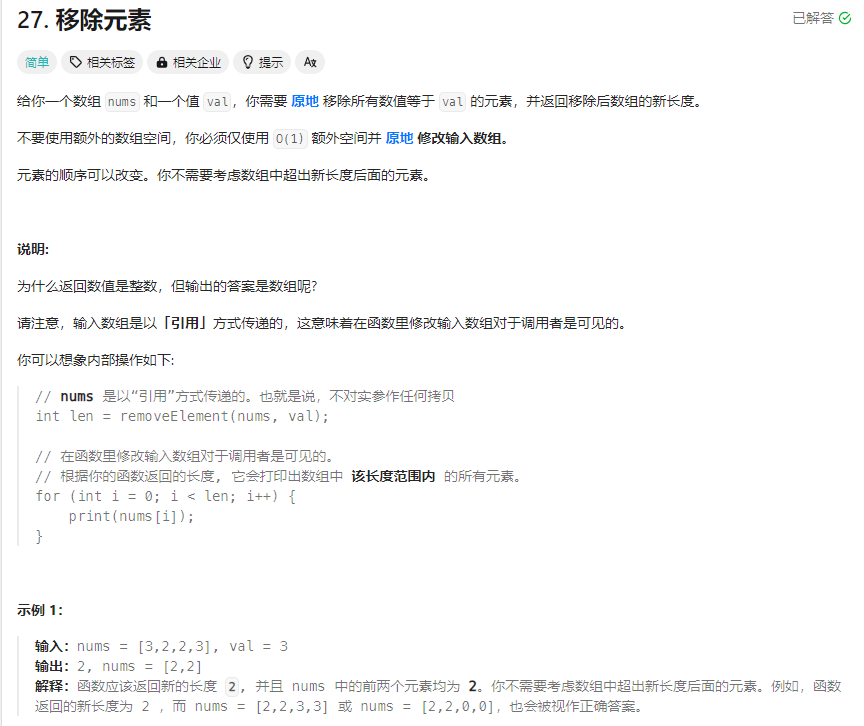 27. 移除元素
已解答
简单 相关标签 相关企业 提示 Aあ
给你一个数组 nums 和一个值 val，你需要 原地 移除所有数值等于 val 的元素，并返回移除后数组的新长度。
不要使用额外的数组空间，你必须仅使用 O(1) 额外空间并 原地 修改输入数组。
元素的顺序可以改变。你不需要考虑数组中超出新长度后面的元素。
说明:
为什么返回数值是整数，但输出的答案是数组呢?
请注意，输入数组是以「引用」方式传递的，这意味着在函数里修改输入数组对于调用者是可见的。
你可以想象内部操作如下:
// nums 是以“引用”方式传递的。也就是说，不对实参作任何拷贝
int len = removeElement(nums, val);
// 在函数里修改输入数组对于调用者是可见的。
// 根据你的函数返回的长度, 它会打印出数组中 该长度范围内 的所有元素。
for (int i = 0; i < len; i++) {
    print(nums[i]);
}
示例 1：
输入：nums = [3,2,2,3], val = 3
输出：2, nums = [2,2]
解释：函数应该返回新的长度 2, 并且 nums 中的前两个元素均为 2。你不需要考虑数组中超出新长度后面的元素。例如，函数
返回的新长度为 2 ，而 nums = [2,2,3,3] 或 nums = [2,2,0,0]，也会被视作正确答案。